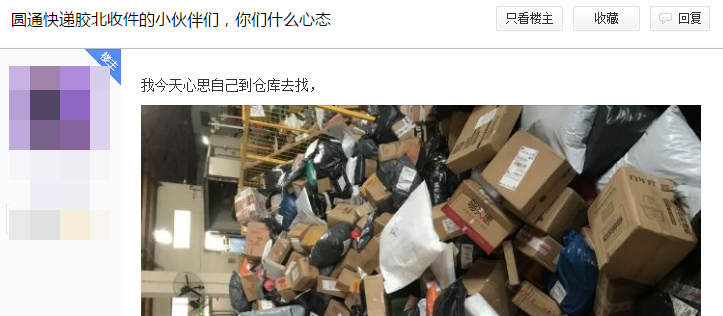 圆通快递胶北收件的小伙伴们，你们什么心态
只看楼主
收藏
回复
楼主
我今天心思自己到仓库去找，